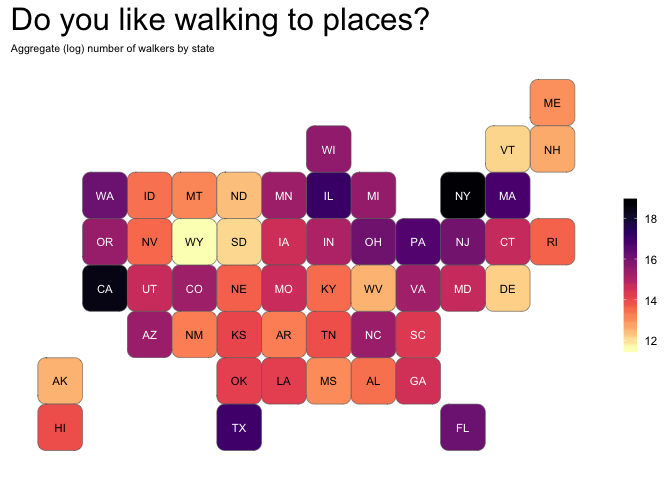 Do you like walking to places?
Aggregate (log) number of walkers by state
ME
WI VT NH
WA ID MT ND MN IL MI NY MA
OR NV WY SD IA IN OH PA NJ CT RI
CA UT CO NE MO KY WV VA MD DE
AZ NM KS AR TN NC SC
AK OK LA MS AL GA
HI TX FL
18
16
14
12